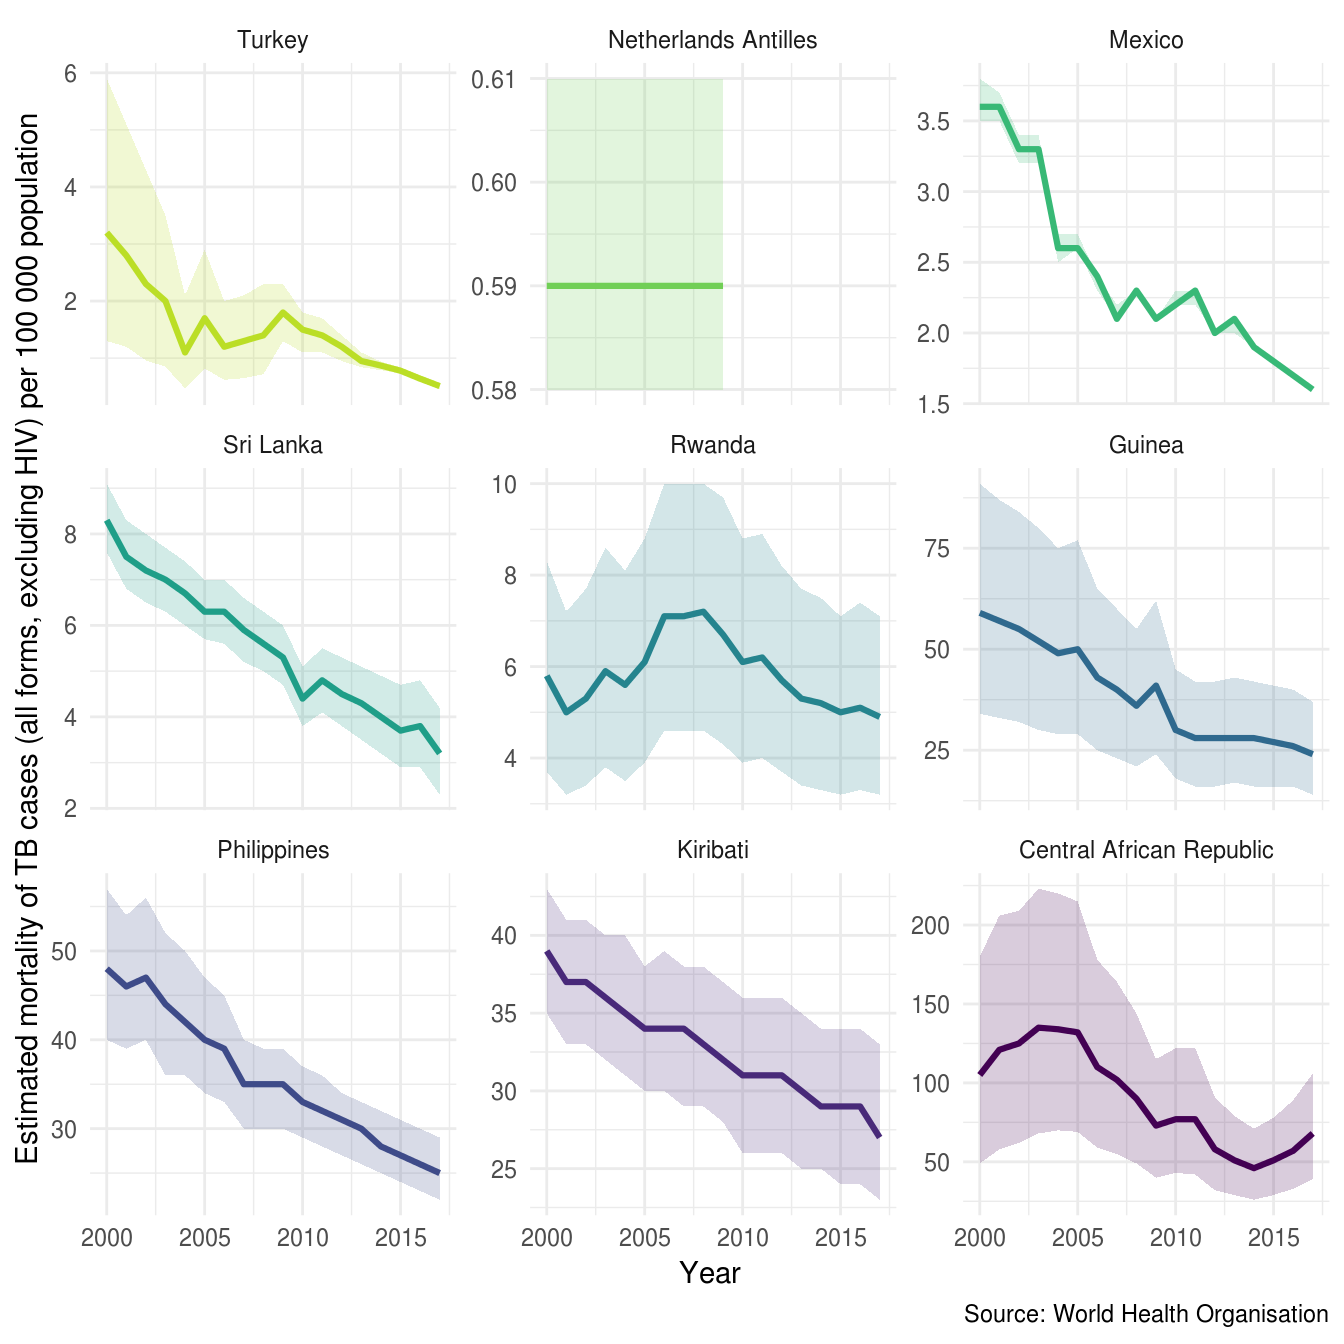 Turkey
Netherlands Antilles
Mexico
6
4
2
0.61
0.60
0.59
0.58
3.5
3.0
2.5
2.0
1.5
Estimated mortality of TB cases (all forms, excluding HIV) per 100 000 population
Sri Lanka
Rwanda
Guinea
8
6
4
2
10
8
6
4
75
50
25
Philippines
Kiribati
Central African Republic
50
40
30
40
35
30
25
200
150
100
50
2000 2005 2010 2015
2000 2005 2010 2015
2000 2005 2010 2015
Year
Source: World Health Organisation